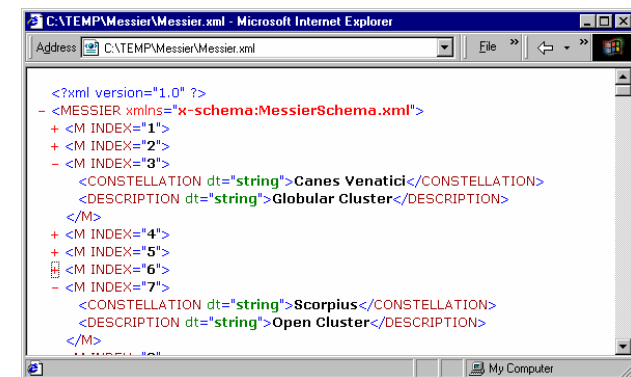 C:\TEMP\Messier\Messier.xml - Microsoft Internet Explorer
Address C:\TEMP\Messier\Messier.xml File » »
<?xml version="1.0" ?>
- <MESSIER xmlns="x-schema:MessierSchema.xml">
+ <M INDEX="1">
+ <M INDEX="2">
- <M INDEX="3">
<CONSTELLATION dt="string">Canes Venatici</CONSTELLATION>
<DESCRIPTION dt="string">Globular Cluster</DESCRIPTION>
</M>
+ <M INDEX="4">
+ <M INDEX="5">
+ <M INDEX="6">
- <M INDEX="7">
<CONSTELLATION dt="string">Scorpius</CONSTELLATION>
<DESCRIPTION dt="string">Open Cluster</DESCRIPTION>
</M>
My Computer